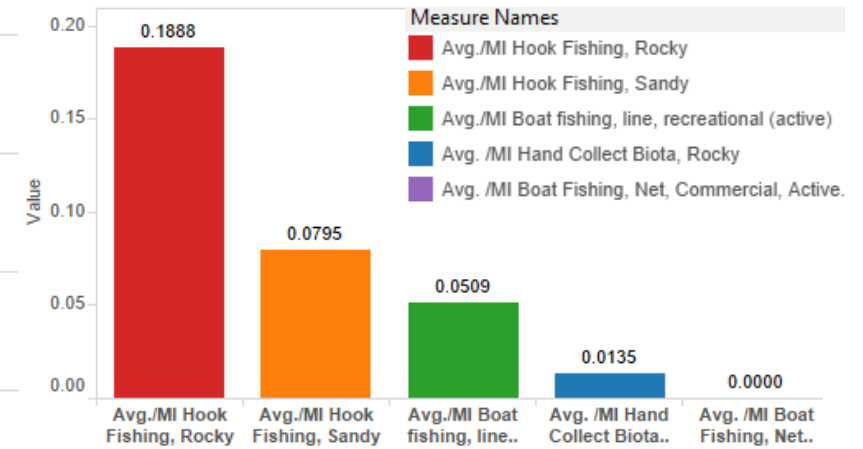 Measure Names
Avg./MI Hook Fishing, Rocky
Avg./MI Hook Fishing, Sandy
Avg./MI Boat fishing, line, recreational (active)
Avg. /MI Hand Collect Biota, Rocky
Avg. /MI Boat Fishing, Net, Commercial, Active.
Value
0.20
0.15
0.10
0.05
0.00
0.1888
0.0795
0.0509
0.0135
0.0000
Avg./MI Hook
Fishing, Rocky
Avg./MI Hook
Fishing, Sandy
Avg./MI Boat
fishing, line..
Avg. /MI Hand
Collect Biota..
Avg. /MI Boat
Fishing, Net..